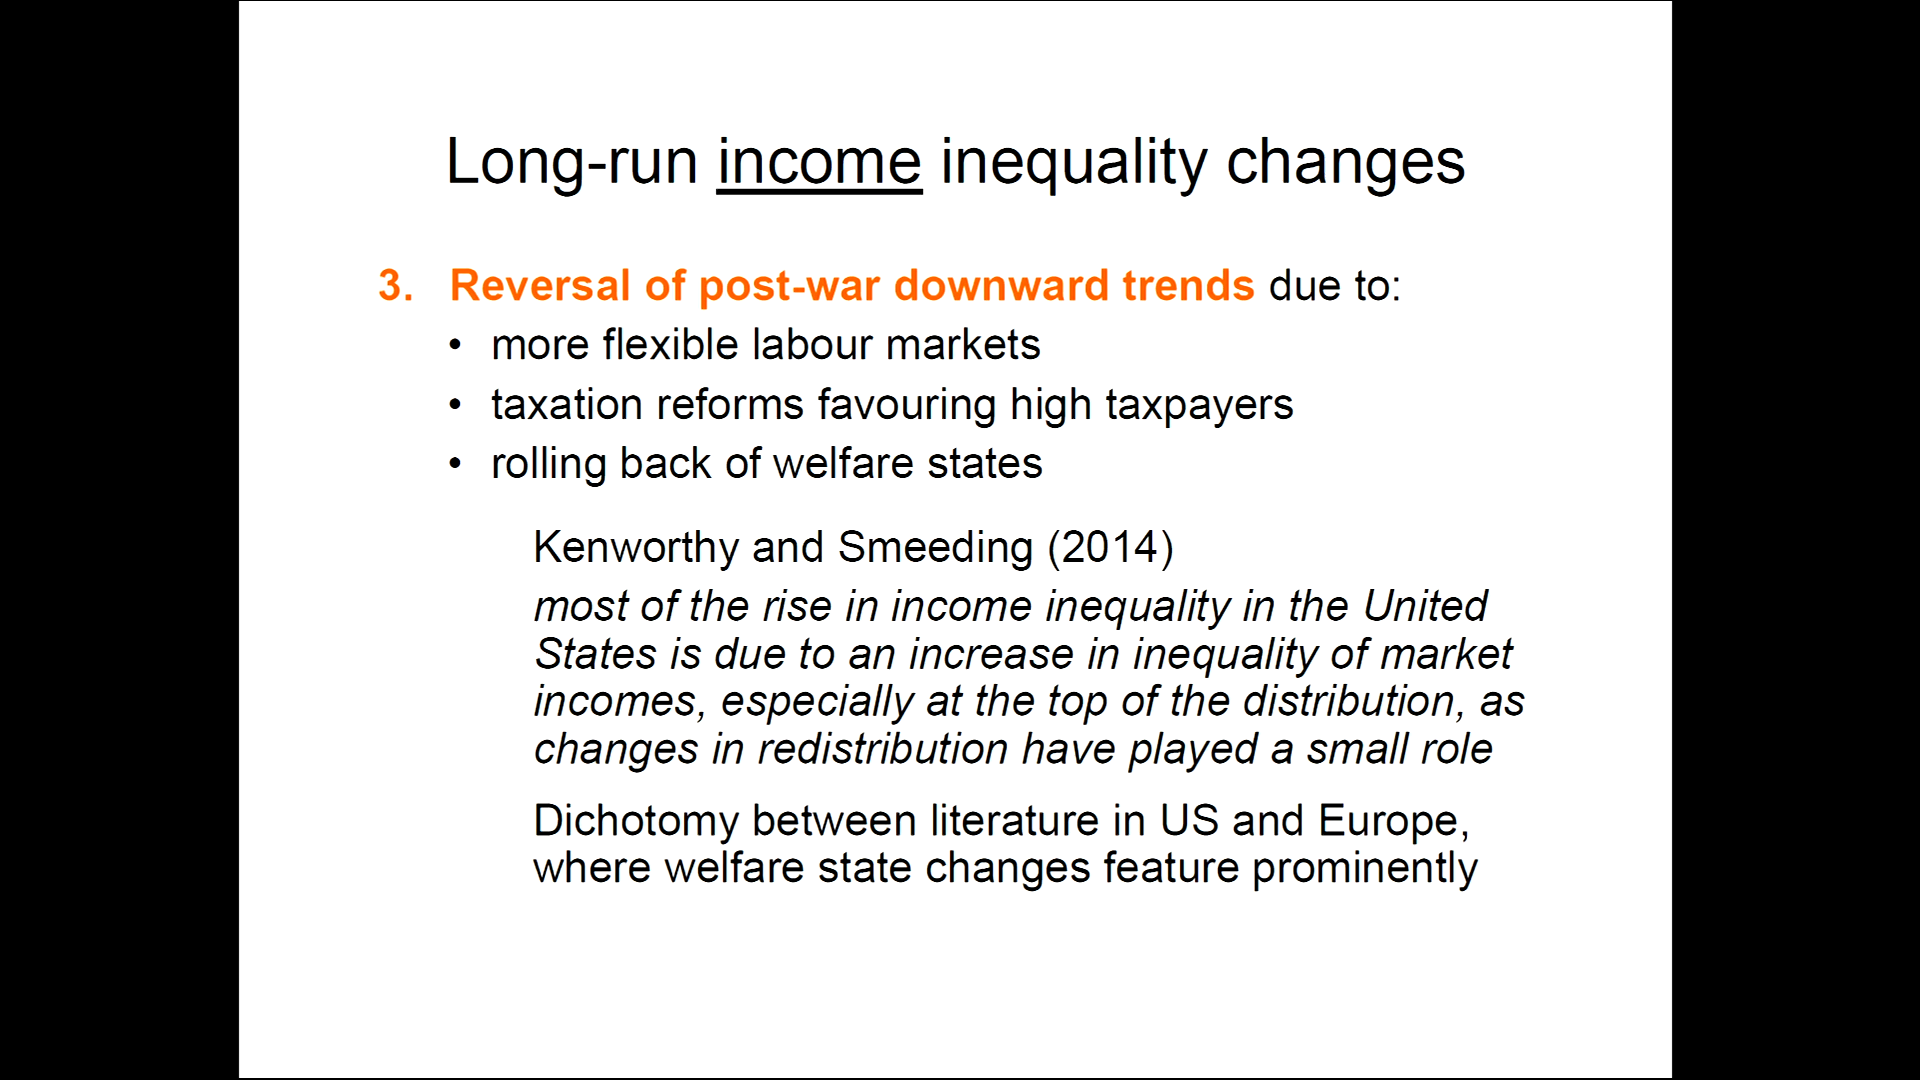 Long-run income inequality changes
3. Reversal of post-war downward trends due to:
• more flexible labour markets
• taxation reforms favouring high taxpayers
• rolling back of welfare states
Kenworthy and Smeeding (2014)
most of the rise in income inequality in the United
States is due to an increase in inequality of market
incomes, especially at the top of the distribution, as
changes in redistribution have played a small role
Dichotomy between literature in US and Europe,
where welfare state changes feature prominently